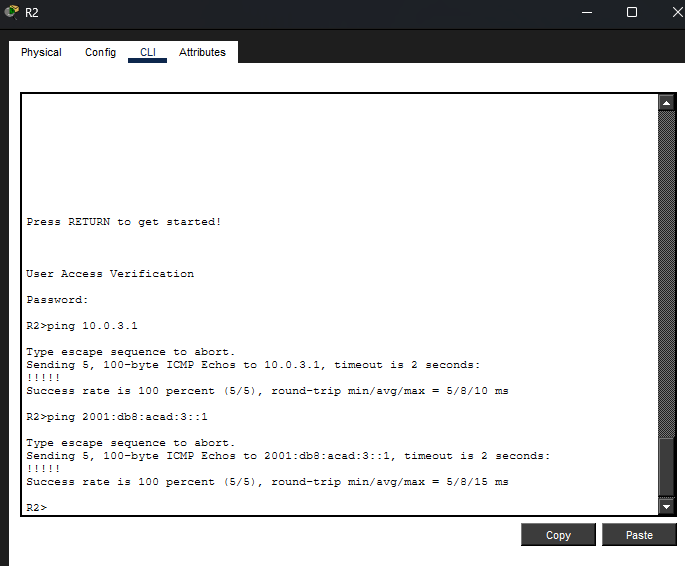 R2
Physical Config CLI Attributes
Press RETURN to get started!
User Access Verification
Password:
R2>ping 10.0.3.1
Type escape sequence to abort.
Sending 5, 100-byte ICMP Echos to 10.0.3.1, timeout is 2 seconds:
!!!!!
Success rate is 100 percent (5/5), round-trip min/avg/max = 5/8/10 ms
R2>ping 2001:db8:acad:3::1
Type escape sequence to abort.
Sending 5, 100-byte ICMP Echos to 2001:db8:acad:3::1, timeout is 2 seconds:
!!!!!
Success rate is 100 percent (5/5), round-trip min/avg/max = 5/8/15 ms
R2>
Copy Paste